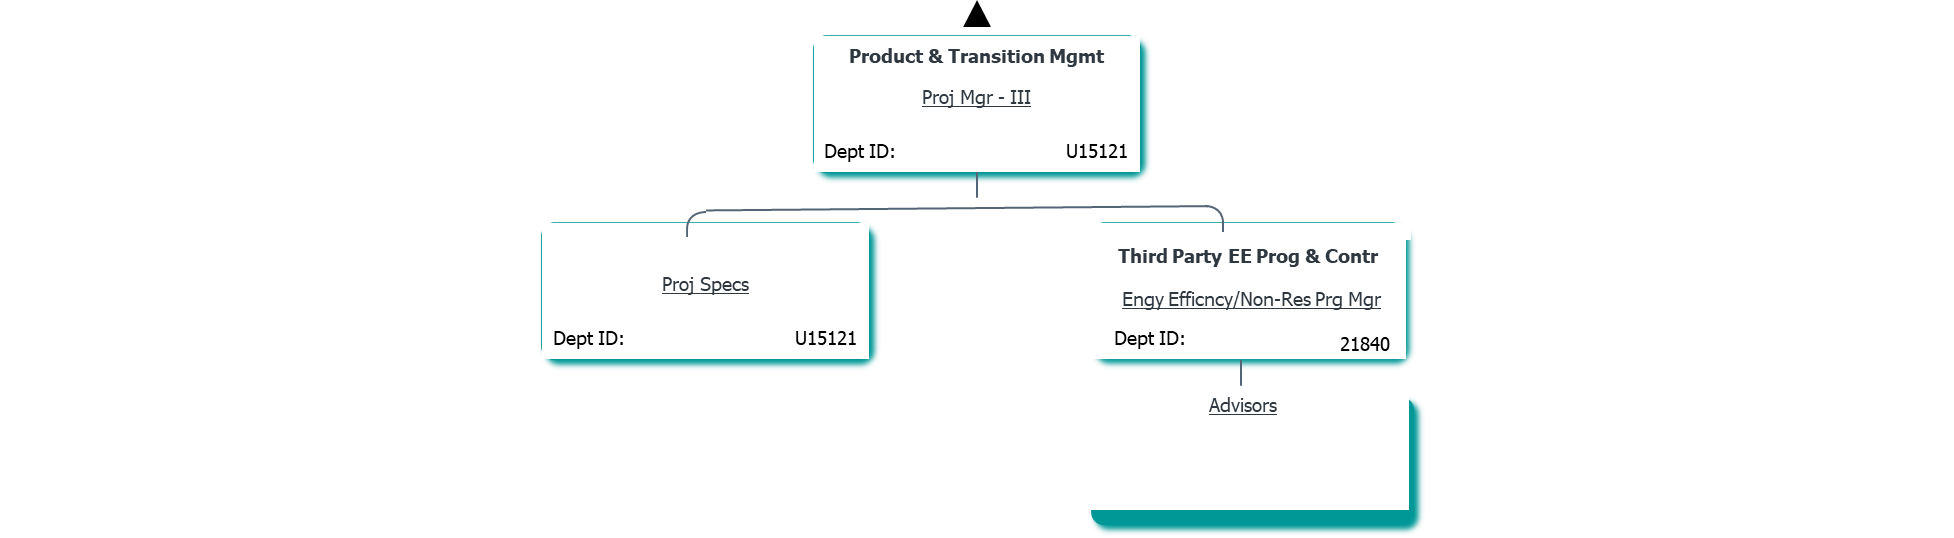 Product & Transition Mgmt
Proj Mgr - III
Dept ID: U15121
Proj Specs
Dept ID: U15121
Third Party EE Prog & Contr
Engy Efficncy/Non-Res Prg Mgr
Dept ID: 21840
Advisors